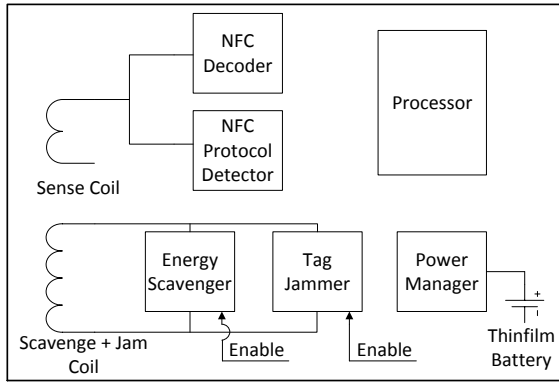 NFC
Decoder
Processor
NFC
Protocol
Detector
Sense Coil
Energy
Scavenger
Tag
Jammer
Power
Manager
+
-
Scavenge + Jam
Coil
Enable
Enable
Thinfilm
Battery